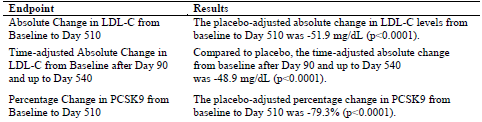 Endpoint Results
Absolute Change in LDL-C from The placebo-adjusted absolute change in LDL-C levels from
Baseline to Day 510 baseline to Day 510 was -51.9 mg/dL (p<0.0001).
Time-adjusted Absolute Change in Compared to placebo, the time-adjusted absolute change
LDL-C from Baseline after Day 90 from baseline after Day 90 and up to Day 540
and up to Day 540 was -48.9 mg/dL (p<0.0001).
Percentage Change in PCSK9 from The placebo-adjusted percentage change in PCSK9 from
Baseline to Day 510 baseline to Day 510 was -79.3% (p<0.0001).